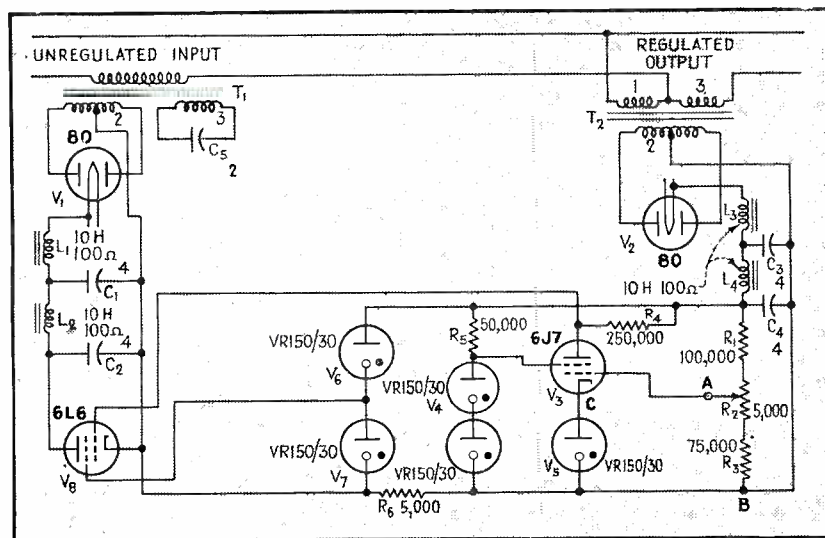 UNREGULATED INPUT
REGULATED OUTPUT
T₁
1
3
T₂
2
3
2
80
C₅
2
V₁
V₂
80
L₃
L₁
10 H
100Ω
4
C₁
C₃
4
10 H 100Ω
L₄
L₂
10 H
100Ω
4
C₂
R₅
50,000
6J7
R₄
250,000
C₄
4
R₁
100,000
VR150/30
V₆
V₄
V₃
C
A
R₂
5,000
6L6
VR150/30
75,000
R₃
V₈
VR150/30
V₇
VR150/30
V₅
VR150/30
R₆ 5,000
B